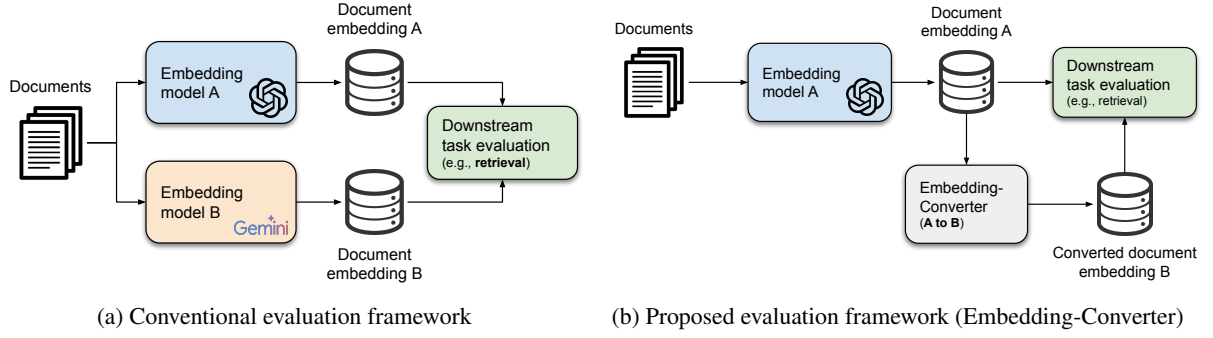 Documents
Embedding
model A
Document
embedding A
Embedding
model B
Gemini
Document
embedding B
Downstream
task evaluation
(e.g., retrieval)
(a) Conventional evaluation framework
Documents
Embedding
model A
Document
embedding A
Downstream
task evaluation
(e.g., retrieval)
Embedding-
Converter
(A to B)
Converted document
embedding B
(b) Proposed evaluation framework (Embedding-Converter)